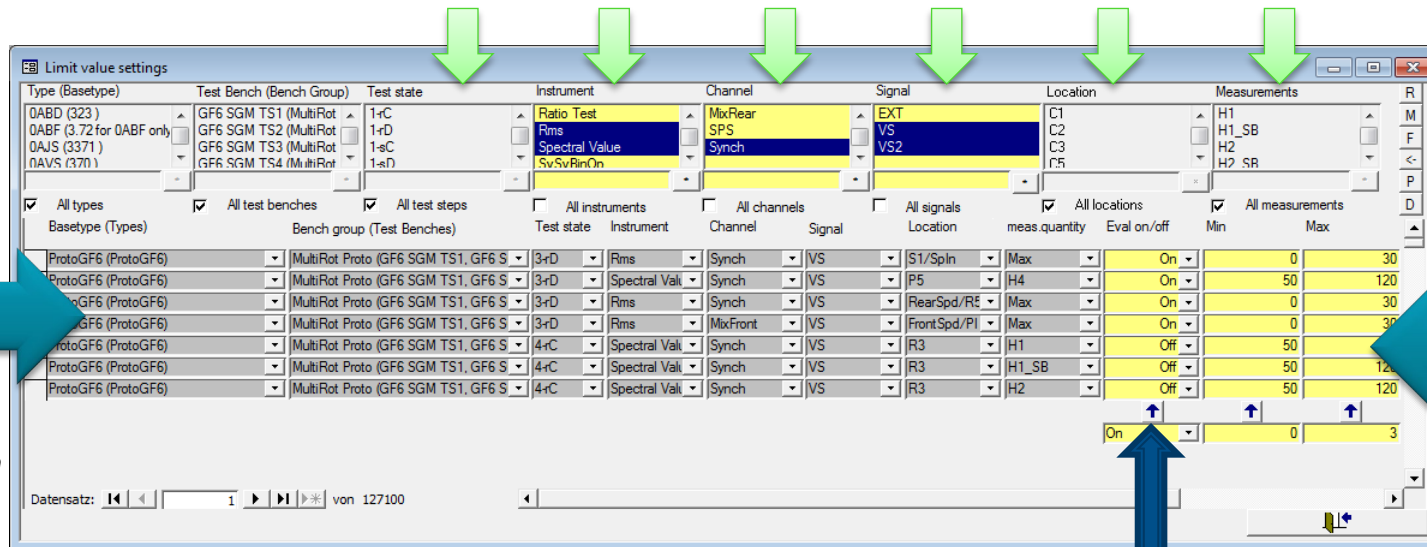 Limit value settings
Type (Basetype) Test Bench (Bench Group) Test state Instrument Channel Signal Location Measurements R
0ABD (323 ) GF6 SGM TS1 (MultiRot 1-rC Ratio Test MixRear EXT C1 H1 M
0ABF (3.72 for 0ABF only GF6 SGM TS2 (MultiRot 1-rD Rms SPS VS C2 H1_SB F
0AJS (3371 ) GF6 SGM TS3 (MultiRot 1-sC Spectral Value Synch VS2 C3 H2 <-
0AVS (370 ) GF6 SGM TS4 (MultiRot 1-sD SvSvBinOp C5 H2_SB P
All types All test benches All test steps All instruments All channels All signals All locations All measurements D
Basetype (Types) Bench group (Test Benches) Test state Instrument Channel Signal Location meas.quantity Eval on/off Min Max
ProtoGF6 (ProtoGF6) MultiRot Proto (GF6 SGM TS1, GF6 S 3-rD Rms Synch VS S1/SpIn Max On 0 30
ProtoGF6 (ProtoGF6) MultiRot Proto (GF6 SGM TS1, GF6 S 3-rD Spectral Valu Synch VS P5 H4 On 50 120
GF6 (ProtoGF6) MultiRot Proto (GF6 SGM TS1, GF6 S 3-rD Rms Synch VS RearSpd/R5 Max On 0 30
GF6 (ProtoGF6) MultiRot Proto (GF6 SGM TS1, GF6 S 3-rD Rms MixFront VS FrontSpd/Pl Max On 0 30
rotoGF6 (ProtoGF6) MultiRot Proto (GF6 SGM TS1, GF6 S 4-rC Spectral Valu Synch VS R3 H1 Off 50
ProtoGF6 (ProtoGF6) MultiRot Proto (GF6 SGM TS1, GF6 S 4-rC Spectral Valu Synch VS R3 H1_SB Off 50 120
ProtoGF6 (ProtoGF6) MultiRot Proto (GF6 SGM TS1, GF6 S 4-rC Spectral Valu Synch VS R3 H2 Off 50 120
On 0 3
Datensatz: 1 von 127100